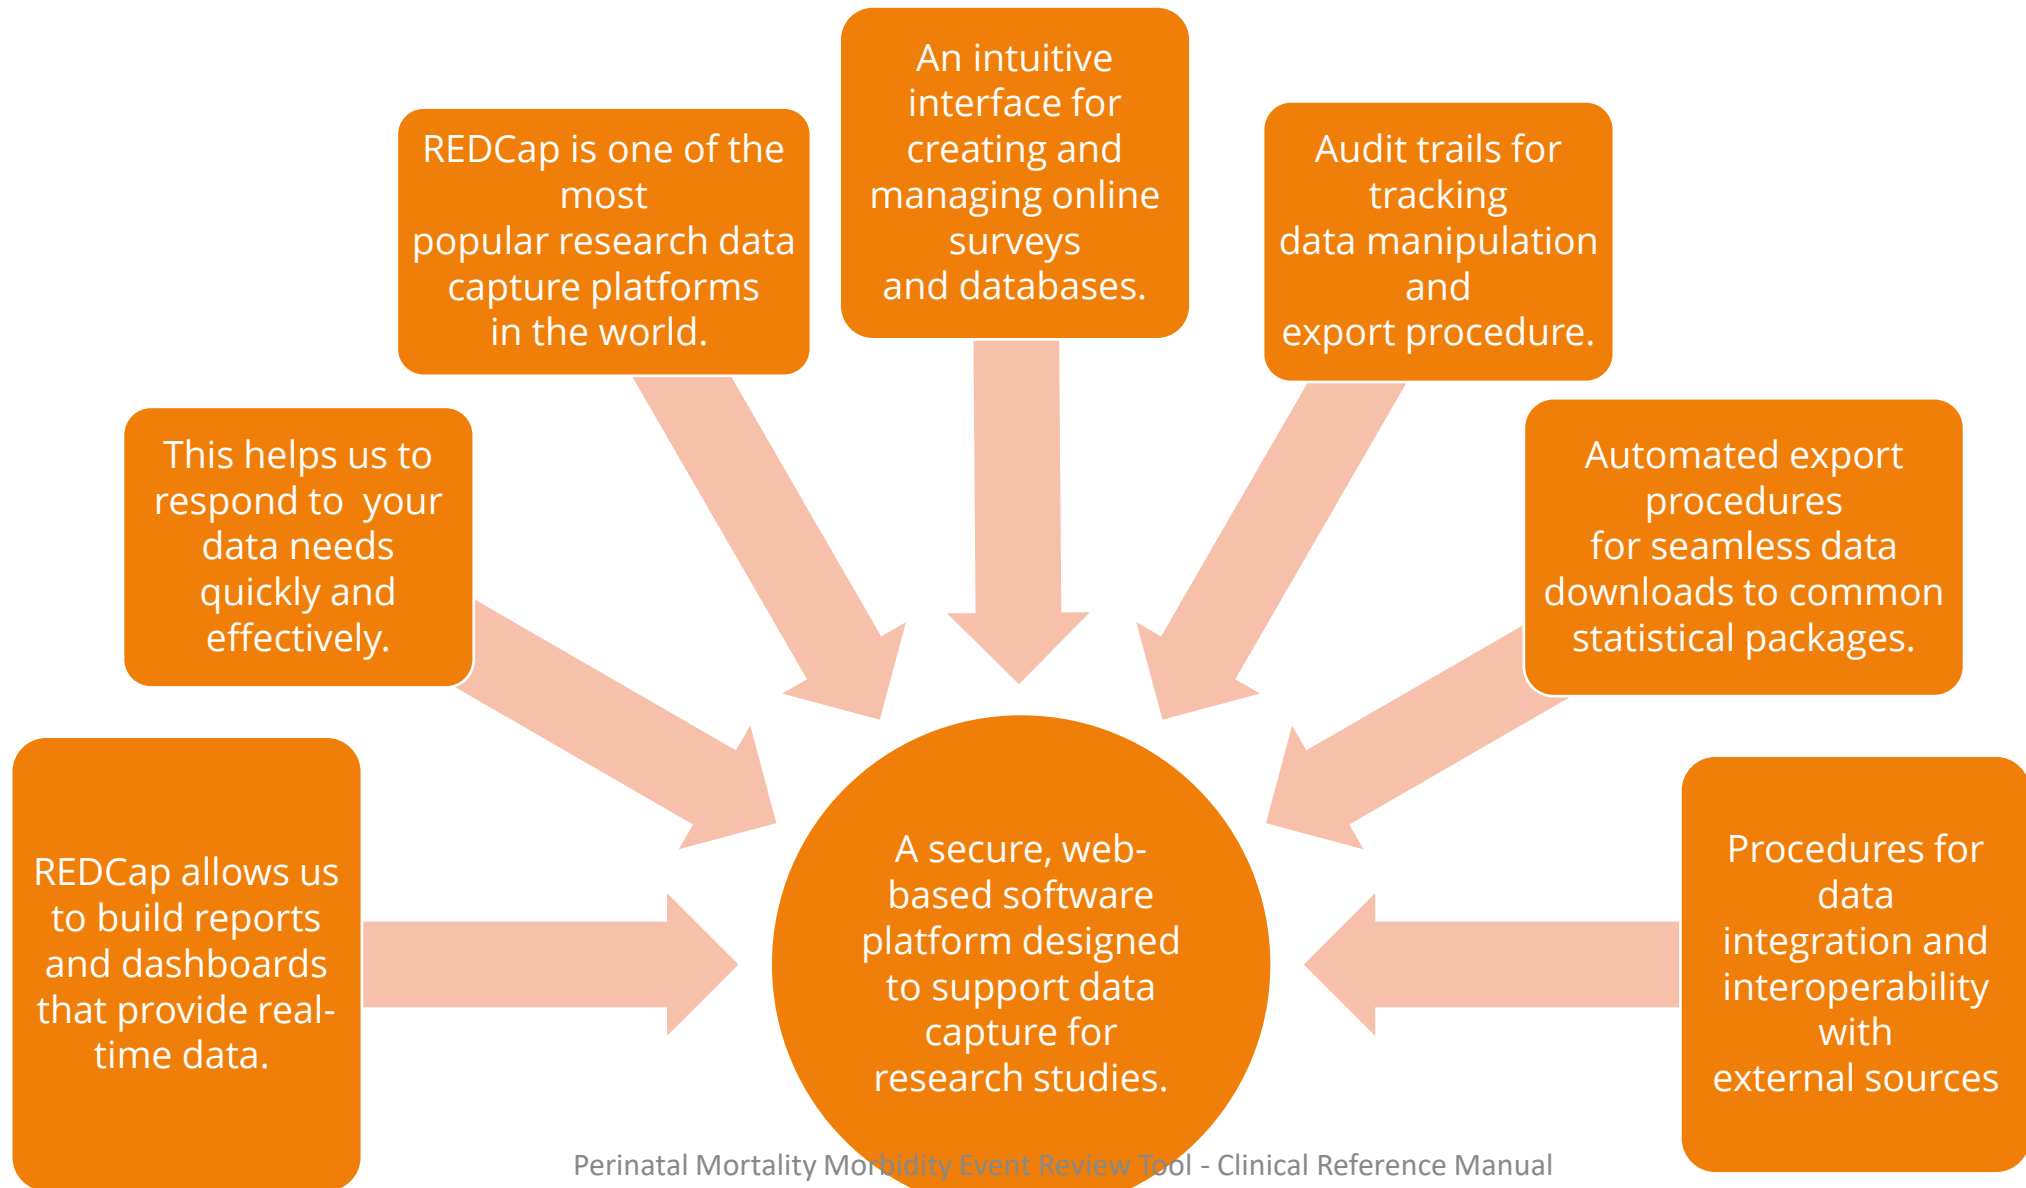 REDCap allows us
to build reports
and dashboards
that provide real-
time data.
This helps us to
respond to  your
data needs
quickly and
effectively.
REDCap is one of the
most
popular research data
capture platforms
in the world.
An intuitive
interface for
creating and
managing online
surveys
and databases.
Audit trails for
tracking
data manipulation
and
export procedure.
Automated export
procedures
for seamless data
downloads to common
statistical packages.
Procedures for
data
integration and
interoperability
with
external sources
A secure, web-
based software
platform designed
to support data
capture for
research studies.
Perinatal Mortality Morbidity Event Review Tool - Clinical Reference Manual